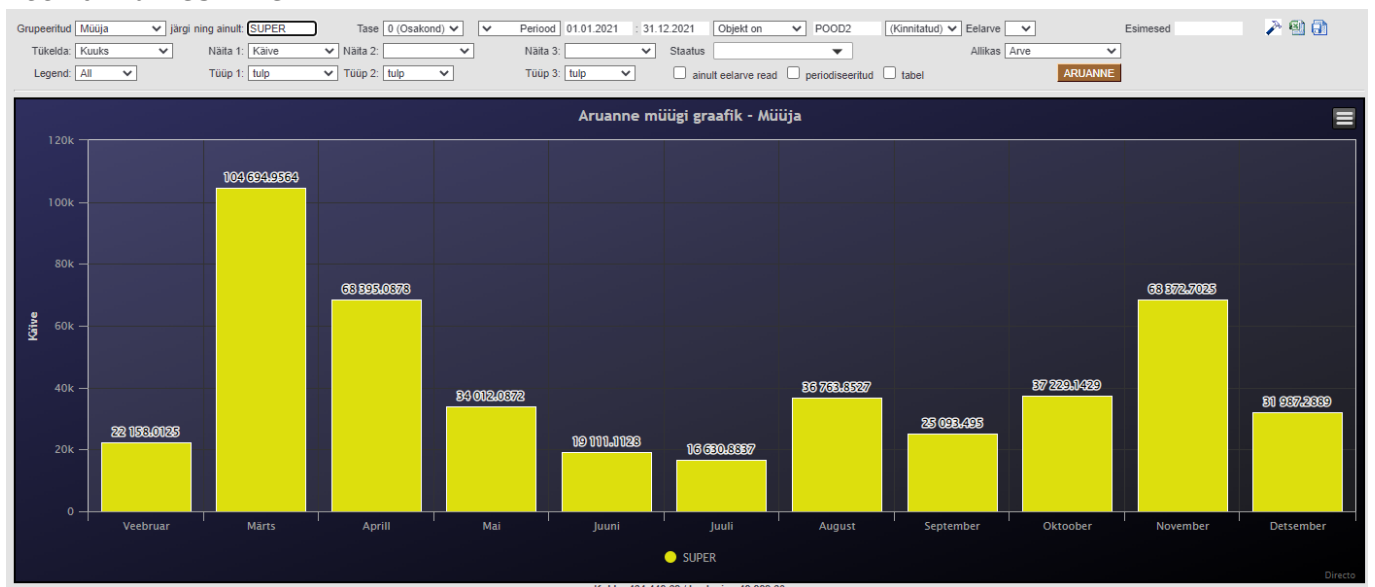 Grupeeritud Müüja järgi ning ainult: SUPER Tase 0 (Osakond) Periood 01.01.2021 : 31.12.2021 Objekt on POOD2 (Kinnitatud) Eelarve Esimesed
Tükelda: Kuuks Näita 1: Käive Näita 2: Näita 3: Staatus Allikas Arve
Legend: All Tüüp 1: tulp Tüüp 2: tulp Tüüp 3: tulp ainult eelarve read periodiseeritud tabel ARUANNE
Aruanne müügi graafik - Müüja
120k
104 694.9564
100k
80k
68 395.0878 68 372.7025
Käive
60k
40k
34 012.0872 36 763.8527 37 229.1429 31 987.2889
22 158.0125 19 111.1128 16 630.8837 25 093.495
20k
0
Veebruar Märts Aprill Mai Juuni Juuli August September Oktoober November Detsember
SUPER
Directo